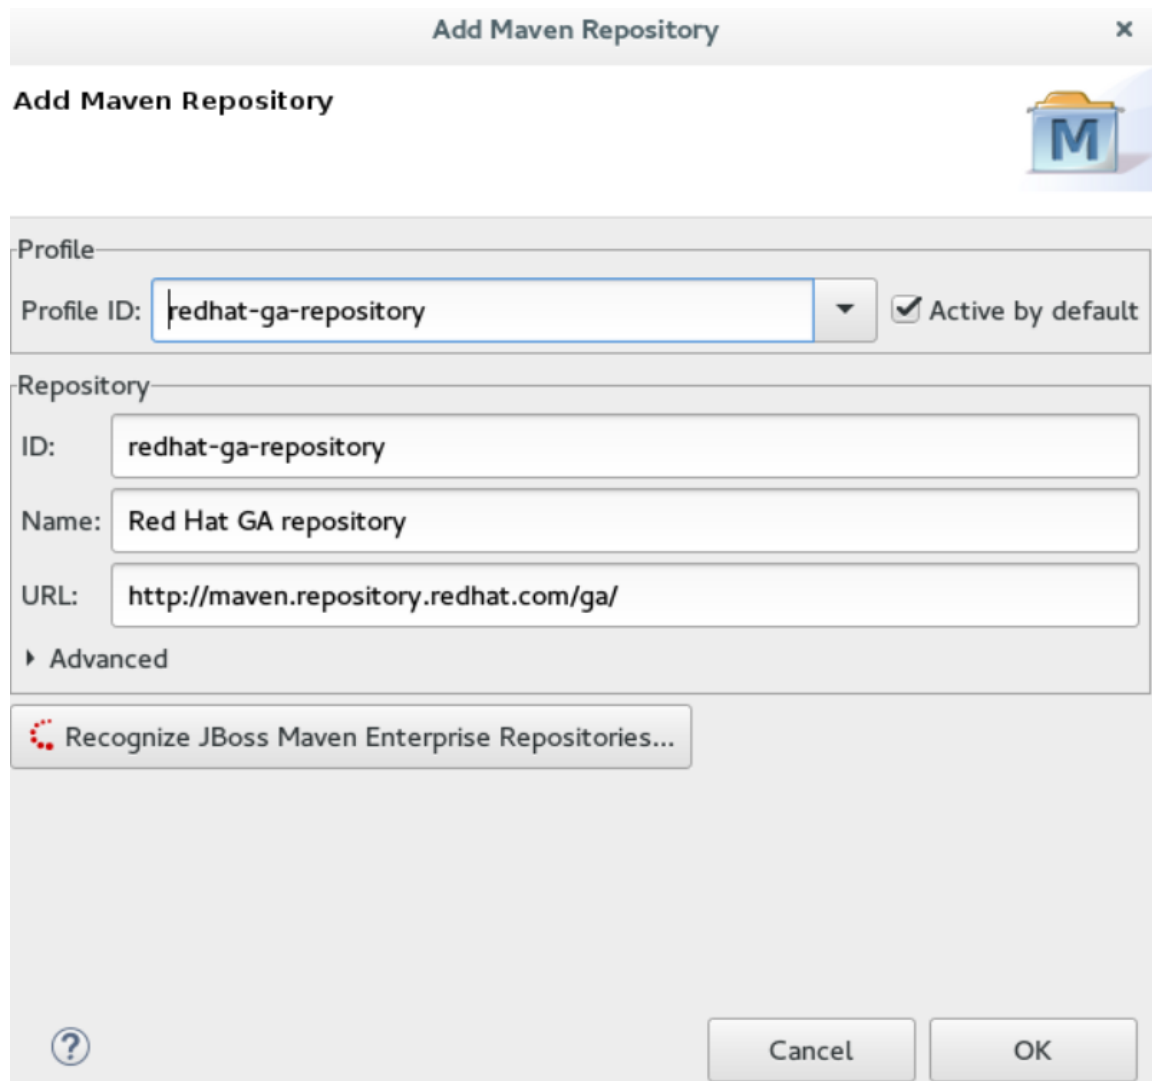 Add Maven Repository
Add Maven Repository
M
Profile
Profile ID: redhat-ga-repository Active by default
Repository
ID: redhat-ga-repository
Name: Red Hat GA repository
URL: http://maven.repository.redhat.com/ga/
Advanced
Recognize JBoss Maven Enterprise Repositories...
? Cancel OK